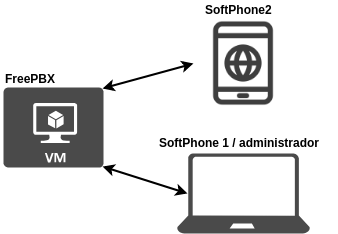 SoftPhone2
FreePBX
VM
SoftPhone 1 / administrador